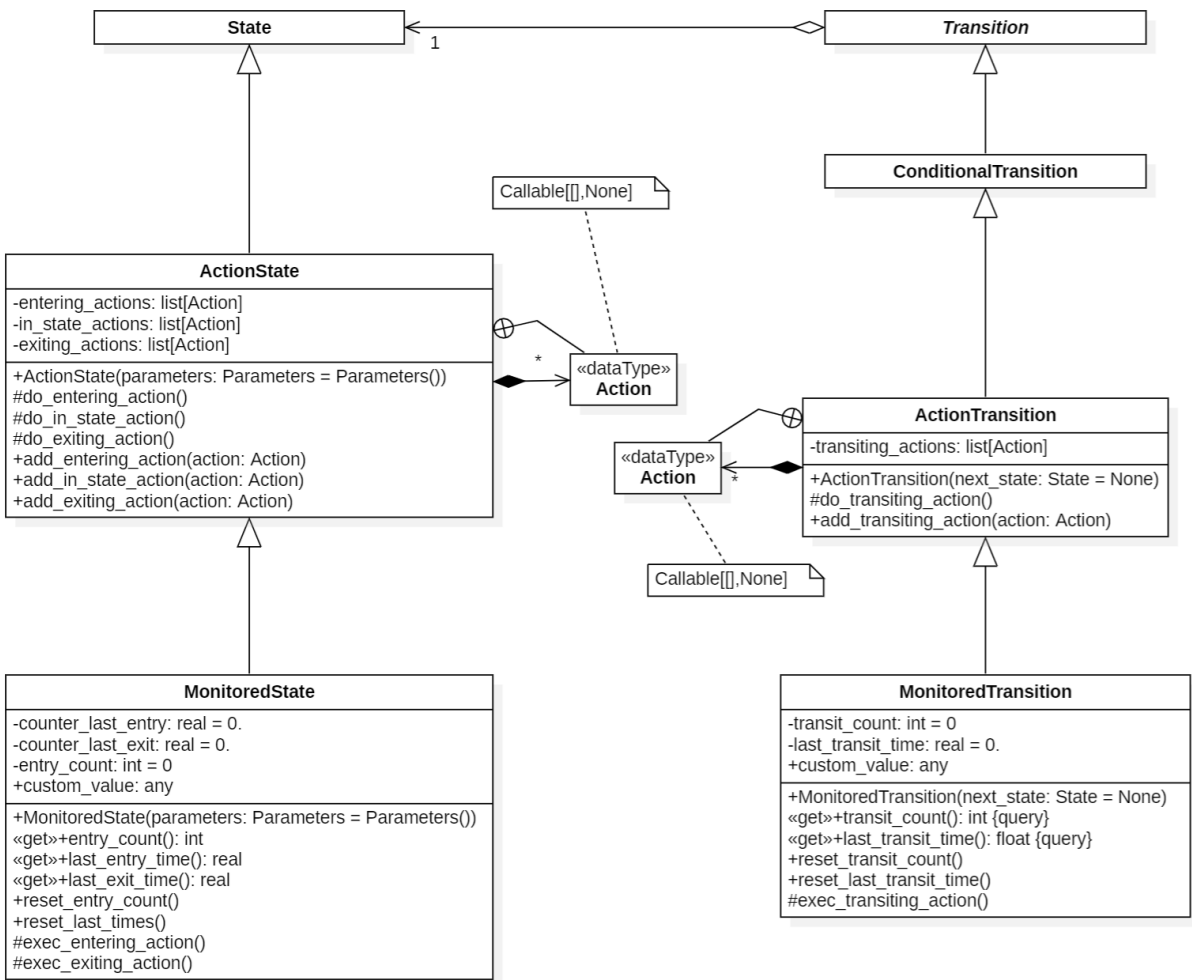 State
1
Transition
ConditionalTransition
Callable[[],None]
ActionState
-entering_actions: list[Action]
-in_state_actions: list[Action]
-exiting_actions: list[Action]
+ActionState(parameters: Parameters = Parameters())
#do_entering_action()
#do_in_state_action()
#do_exiting_action()
+add_entering_action(action: Action)
+add_in_state_action(action: Action)
+add_exiting_action(action: Action)
*
«dataType»
Action
«dataType»
Action
*
ActionTransition
-transiting_actions: list[Action]
+ActionTransition(next_state: State = None)
#do_transiting_action()
+add_transiting_action(action: Action)
Callable[[],None]
MonitoredState
-counter_last_entry: real = 0.
-counter_last_exit: real = 0.
-entry_count: int = 0
+custom_value: any
+MonitoredState(parameters: Parameters = Parameters())
«get»+entry_count(): int
«get»+last_entry_time(): real
«get»+last_exit_time(): real
+reset_entry_count()
+reset_last_times()
#exec_entering_action()
#exec_exiting_action()
MonitoredTransition
-transit_count: int = 0
-last_transit_time: real = 0.
+custom_value: any
+MonitoredTransition(next_state: State = None)
«get»+transit_count(): int {query}
«get»+last_transit_time(): float {query}
+reset_transit_count()
+reset_last_transit_time()
#exec_transiting_action()